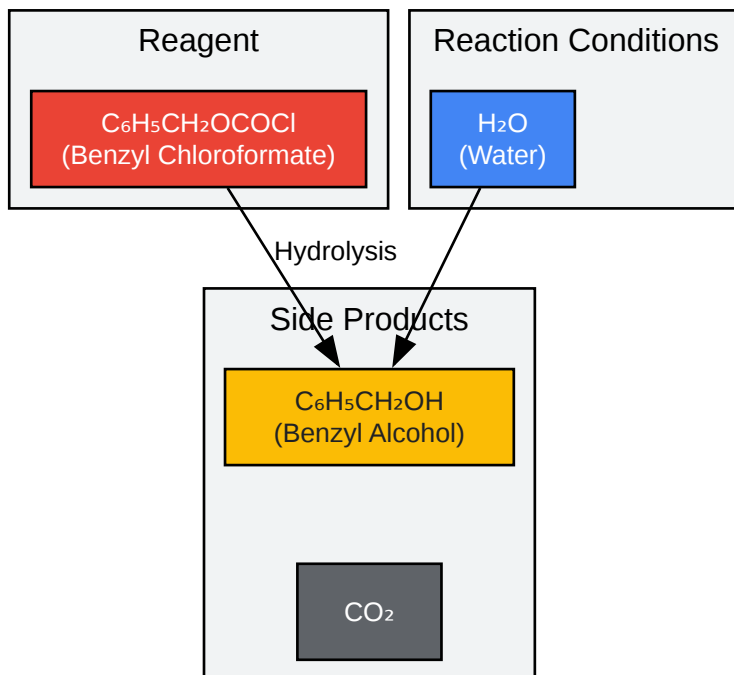 Reagent
Reaction Conditions
C₆H₅CH₂OCOCl
(Benzyl Chloroformate)
H₂O
(Water)
Hydrolysis
Side Products
C₆H₅CH₂OH
(Benzyl Alcohol)
CO₂